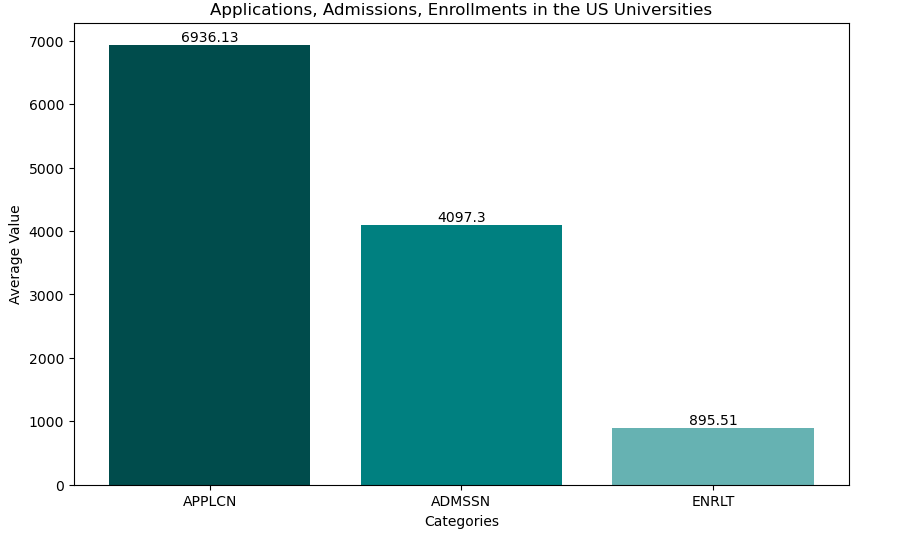 Applications, Admissions, Enrollments in the US Universities
Average Value
7000
6000
5000
4000
3000
2000
1000
0
6936.13
4097.3
895.51
APPLCN
ADMSSN
ENRLT
Categories